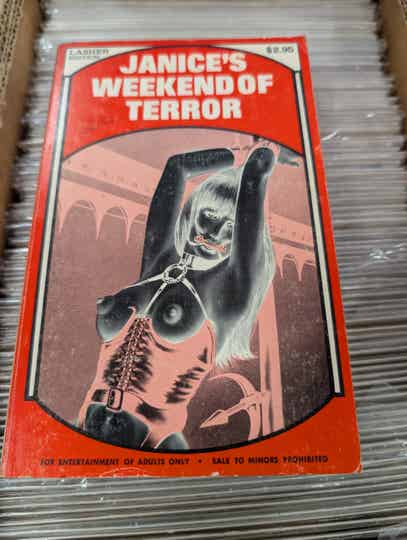 LASHER
EDITION
$2.95
JANICE'S
WEEKEND OF
TERROR
FOR ENTERTAINMENT OF ADULTS ONLY • SALE TO MINORS PROHIBITED